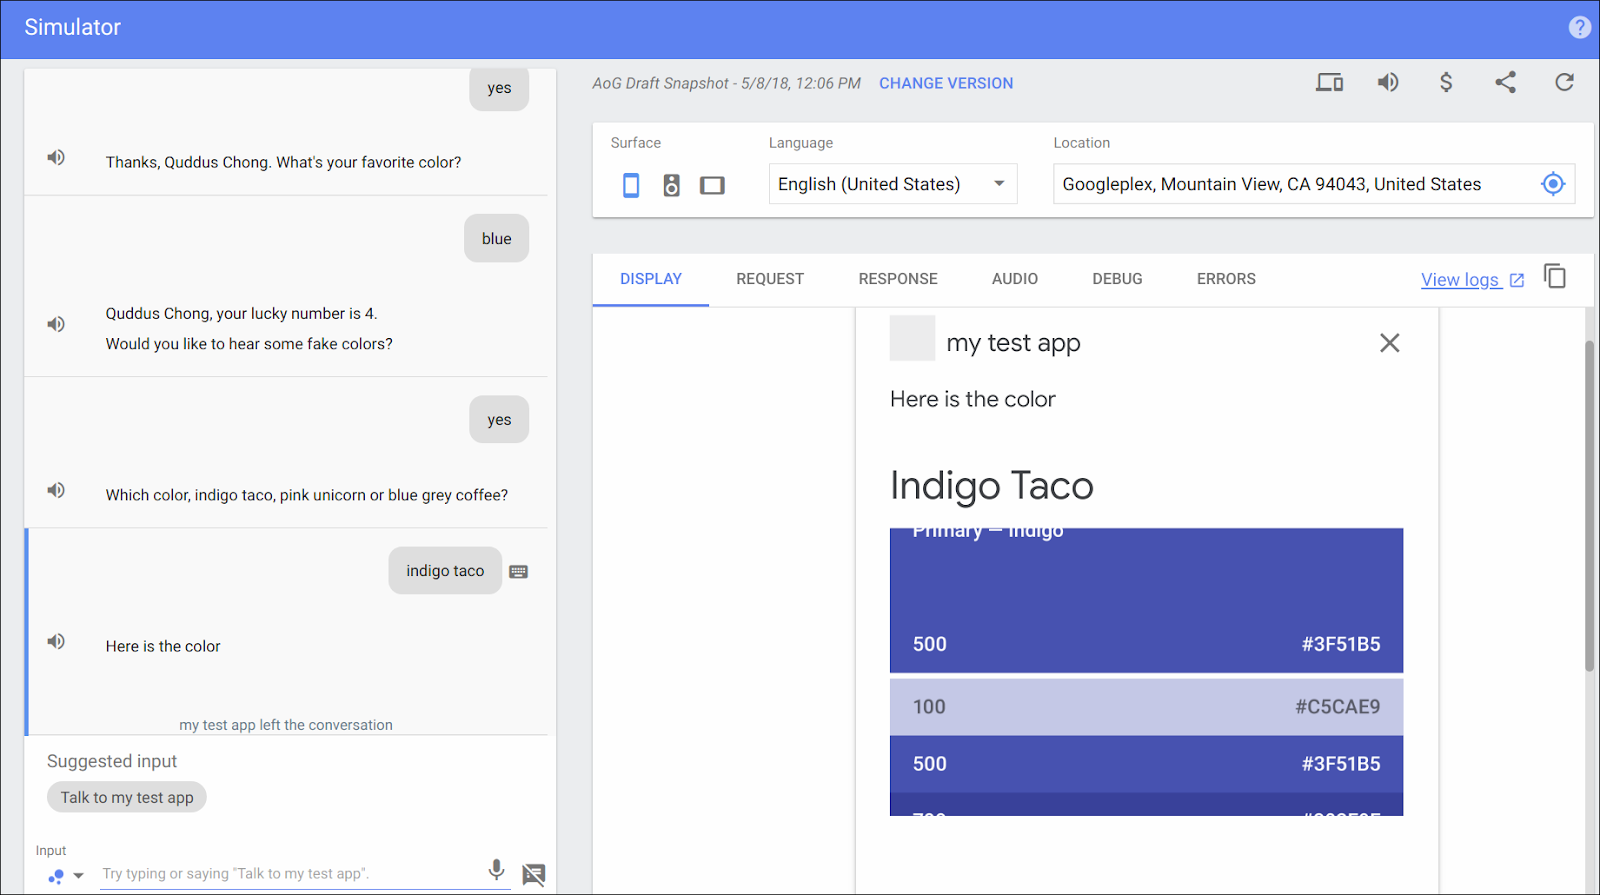 Simulator
yes
Thanks, Quddus Chong. What's your favorite color?
blue
Quddus Chong, your lucky number is 4.
Would you like to hear some fake colors?
yes
Which color, indigo taco, pink unicorn or blue grey coffee?
indigo taco
Here is the color
my test app left the conversation
Suggested input
Talk to my test app
Input
Try typing or saying "Talk to my test app".
AoG Draft Snapshot - 5/8/18, 12:06 PM CHANGE VERSION
Surface
Language
Location
English (United States)
Googleplex, Mountain View, CA 94043, United States
DISPLAY REQUEST RESPONSE AUDIO DEBUG ERRORS View logs
my test app
Here is the color
Indigo Taco
Primary — Indigo
500 #3F51B5
100 #C5CAE9
500 #3F51B5